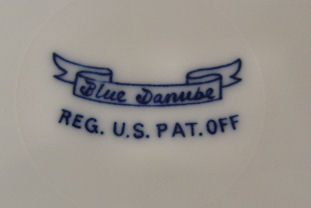 Blue Danube
REG. U.S. PAT. OFF